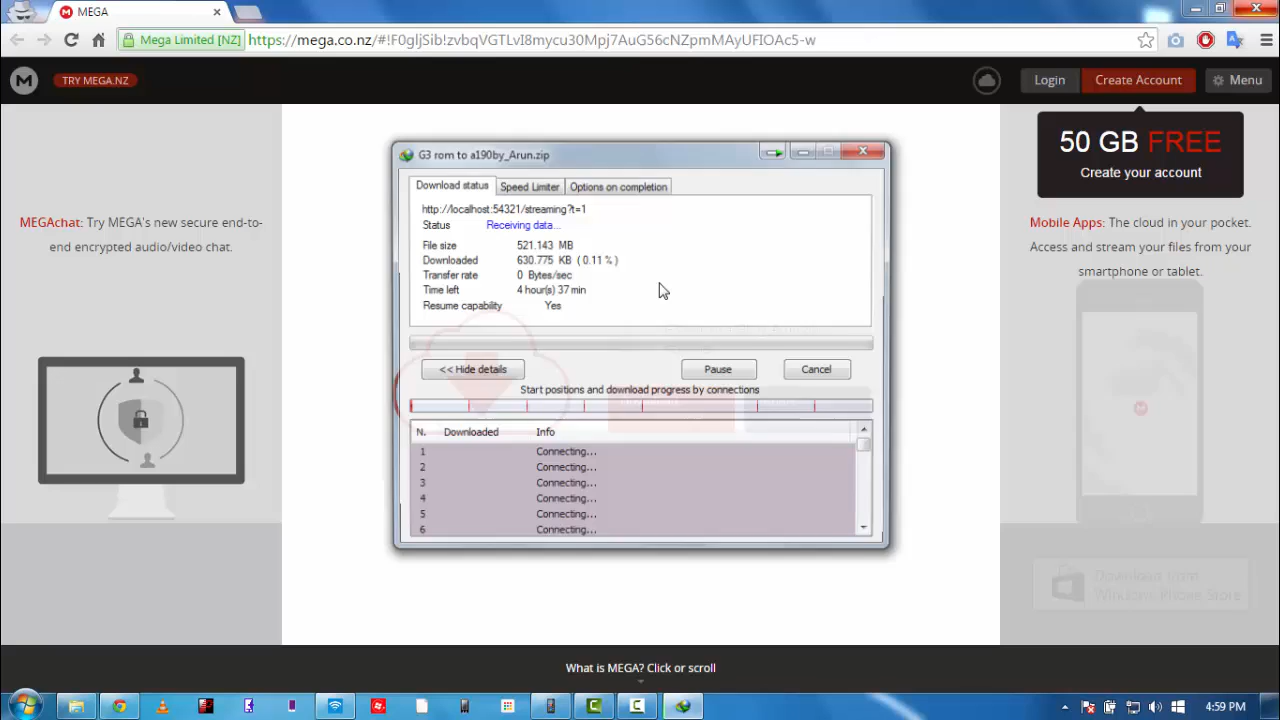 MEGA
Mega Limited [NZ]
https://mega.co.nz/#!F0gljSib!zvbqVGTLvI8mycu30Mpj7AuG56cNZpmMAyUFIOAc5-w
M
TRY MEGA.NZ
Login
Create Account
Menu
50 GB FREE
Create your account
MEGAchat: Try MEGA's new secure end-to-
end encrypted audio/video chat.
Mobile Apps: The cloud in your pocket.
Access and stream your files from your
smartphone or tablet.
G3 rom to a190by_Arun.zip
Download status
Speed Limiter
Options on completion
http://localhost:54321/streaming?t=1
Status Receiving data...
File size 521.143 MB
Downloaded 630.775 KB ( 0.11 % )
Transfer rate 0 Bytes/sec
Time left 4 hour(s) 37 min
Resume capability Yes
<< Hide details
Pause
Cancel
Start positions and download progress by connections
N. Downloaded Info
1 Connecting...
2 Connecting...
3 Connecting...
4 Connecting...
5 Connecting...
6 Connecting...
Download from
Windows Phone Store
What is MEGA? Click or scroll
4:59 PM